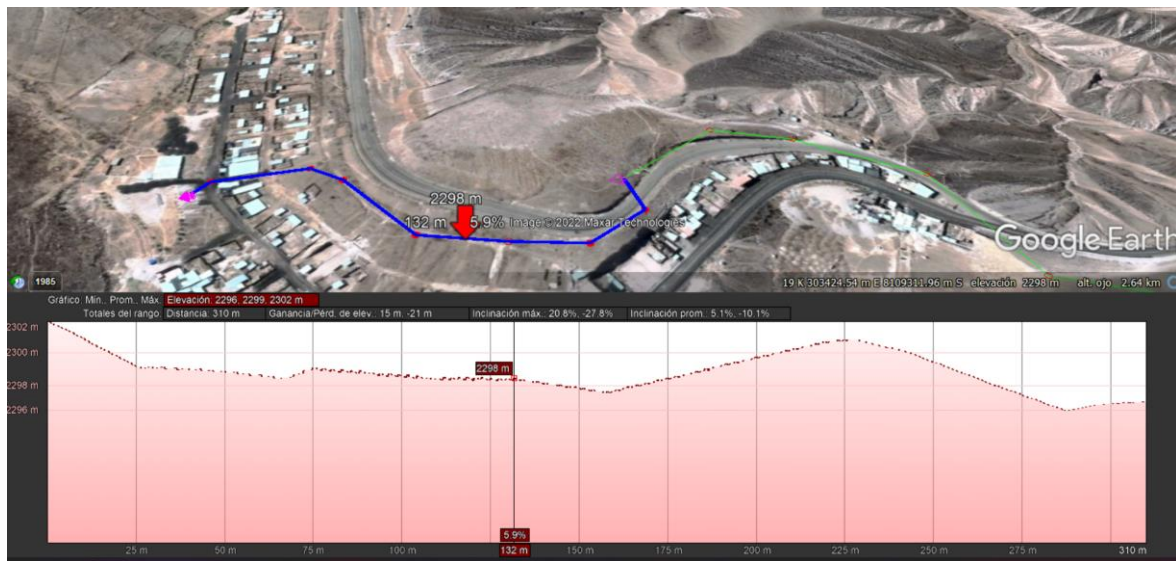 2298 m
132 m 5.9% Image © 2022 Maxar Technologies
Google Earth
1985
19 K 303424.54 m E 8109311.96 m S elevación 2298 m alt. ojo 2.64 km
Gráfico: Mín., Prom., Máx. Elevación: 2296, 2299, 2302 m
Totales del rango: Distancia: 310 m Ganancia/Pérd. de elev.: 15 m, -21 m Inclinación máx.: 20.8%, -27.8% Inclinación prom.: 5.1%, -10.1%
2302 m
2300 m
2298 m
2298 m
2296 m
5.9%
25 m 50 m 75 m 100 m 132 m 150 m 175 m 200 m 225 m 250 m 275 m 310 m